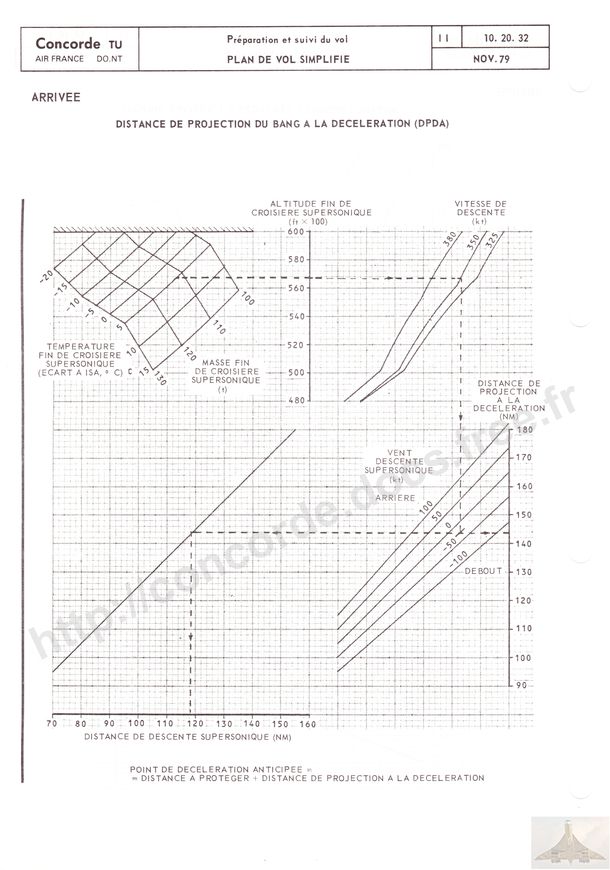 Concorde TU
AIR FRANCE DO.NT
Préparation et suivi du vol
PLAN DE VOL SIMPLIFIE
11
10. 20. 32
NOV. 79
ARRIVEE
DISTANCE DE PROJECTION DU BANG A LA DECELERATION (DPDA)
ALTITUDE FIN DE
CROISIERE SUPERSONIQUE
(ft × 100)
VITESSE DE
DESCENTE
(kt)
600
580
560
540
520
500
480
380
350
325
-20
-15
-10
-5
0
5
10
15
130
120
110
100
TEMPERATURE
FIN DE CROISIERE
SUPERSONIQUE
(ECART A ISA, ° C)
C
MASSE FIN
DE CROISIERE
SUPERSONIQUE
(t)
DISTANCE DE
PROJECTION
A LA
DECELERATION
(NM)
180
170
160
150
140
130
120
110
100
90
VENT
DESCENTE
SUPERSONIQUE
(kt)
ARRIERE
100
50
0
-50
-100
DEBOUT
70 80 90 100 110 120 130 140 150 160
DISTANCE DE DESCENTE SUPERSONIQUE (NM)
POINT DE DECELERATION ANTICIPEE =
= DISTANCE A PROTEGER + DISTANCE DE PROJECTION A LA DECELERATION
http://concorde.docs.free.fr